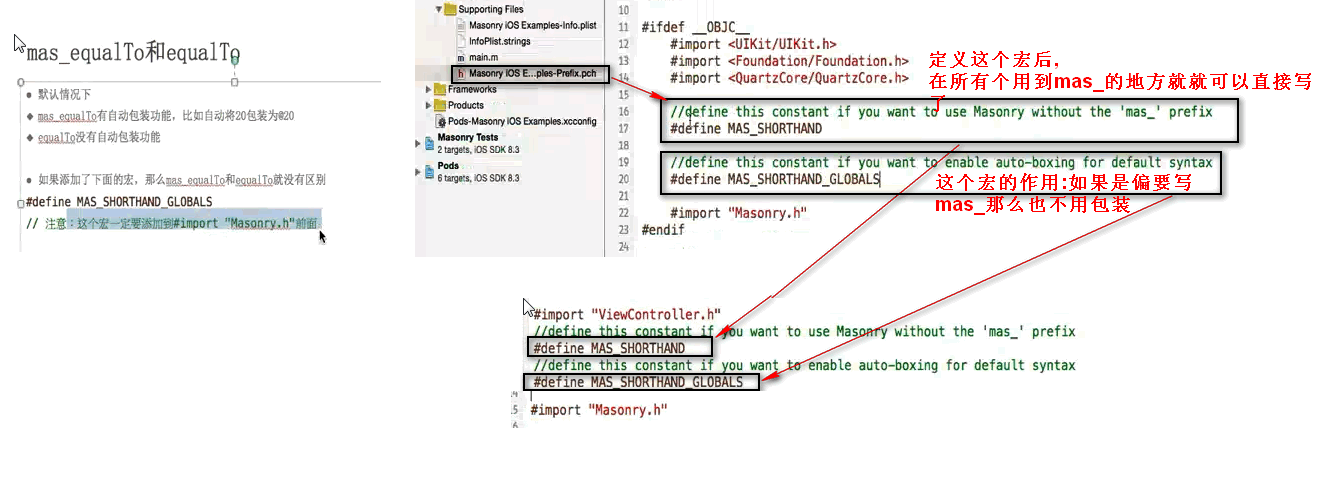 mas_equalTo和equalTo
● 默认情况下
◆ mas_equalTo有自动包装功能，比如自动将20包装为@20
◆ equalTo没有自动包装功能
● 如果添加了下面的宏，那么mas_equalTo和equalTo就没有区别
#define MAS_SHORTHAND_GLOBALS
// 注意：这个宏一定要添加到#import "Masonry.h"前面
Supporting Files
Masonry iOS Examples-Info.plist
InfoPlist.strings
m main.m
h Masonry iOS E...ples-Prefix.pch
Frameworks
Products
Pods-Masonry iOS Examples.xcconfig
Masonry Tests
2 targets, iOS SDK 8.3
Pods
6 targets, iOS SDK 8.3
10
11 #ifdef __OBJC__
12 #import <UIKit/UIKit.h>
13 #import <Foundation/Foundation.h>
14 #import <QuartzCore/QuartzCore.h>
15
16 //define this constant if you want to use Masonry without the 'mas_' prefix
17 #define MAS_SHORTHAND
18
19 //define this constant if you want to enable auto-boxing for default syntax
20 #define MAS_SHORTHAND_GLOBALS
21
22 #import "Masonry.h"
23 #endif
24
定义这个宏后，
在所有个用到mas_的地方就就可以直接写
了
这个宏的作用:如果是偏要写
mas_那么也不用包装
#import "ViewController.h"
//define this constant if you want to use Masonry without the 'mas_' prefix
#define MAS_SHORTHAND
//define this constant if you want to enable auto-boxing for default syntax
#define MAS_SHORTHAND_GLOBALS
#import "Masonry.h"